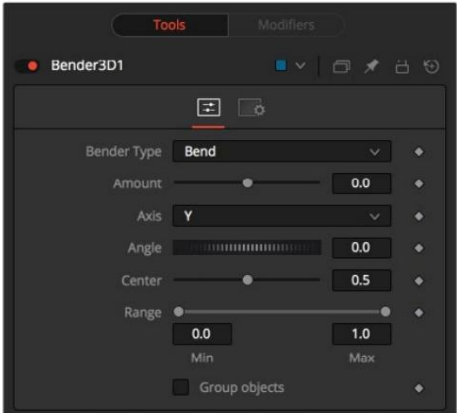 Tools Modifiers
Bender3D1
Bender Type Bend
Amount 0.0
Axis Y
Angle 0.0
Center 0.5
Range
0.0 1.0
Min Max
Group objects